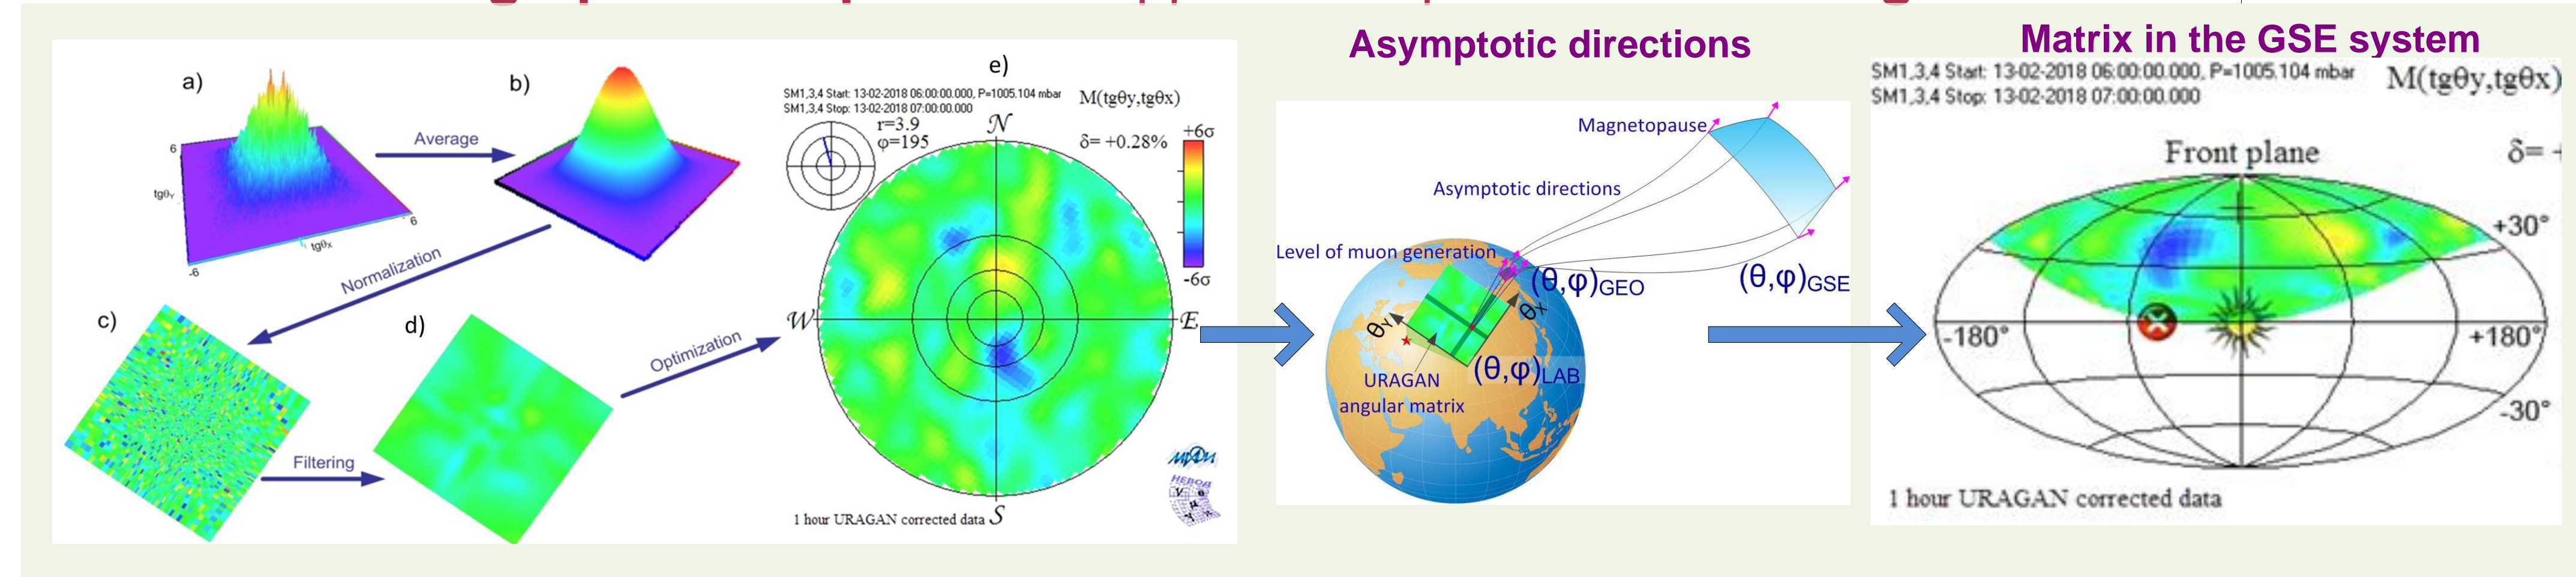 Asymptotic directions
Matrix in the GSE system
a)
6
tgθY
-6
tgθX
6
Average
b)
Normalization
c)
Filtering
d)
Optimization
e)
SM1,3,4 Start: 13-02-2018 06:00:00.000, P=1005.104 mbar
SM1,3,4 Stop: 13-02-2018 07:00:00.000
M(tgθy,tgθx)
r=3.9
φ=195
δ= +0.28%
+6σ
-6σ
N
W
E
S
1 hour URAGAN corrected data
НЕВОД
Magnetopause
Asymptotic directions
Level of muon generation
(θ,φ)GEO
(θ,φ)GSE
θY
θX
(θ,φ)LAB
URAGAN
angular matrix
SM1,3,4 Start: 13-02-2018 06:00:00.000, P=1005.104 mbar
SM1,3,4 Stop: 13-02-2018 07:00:00.000
M(tgθy,tgθx)
Front plane
δ= +
+30°
-180°
+180°
-30°
1 hour URAGAN corrected data